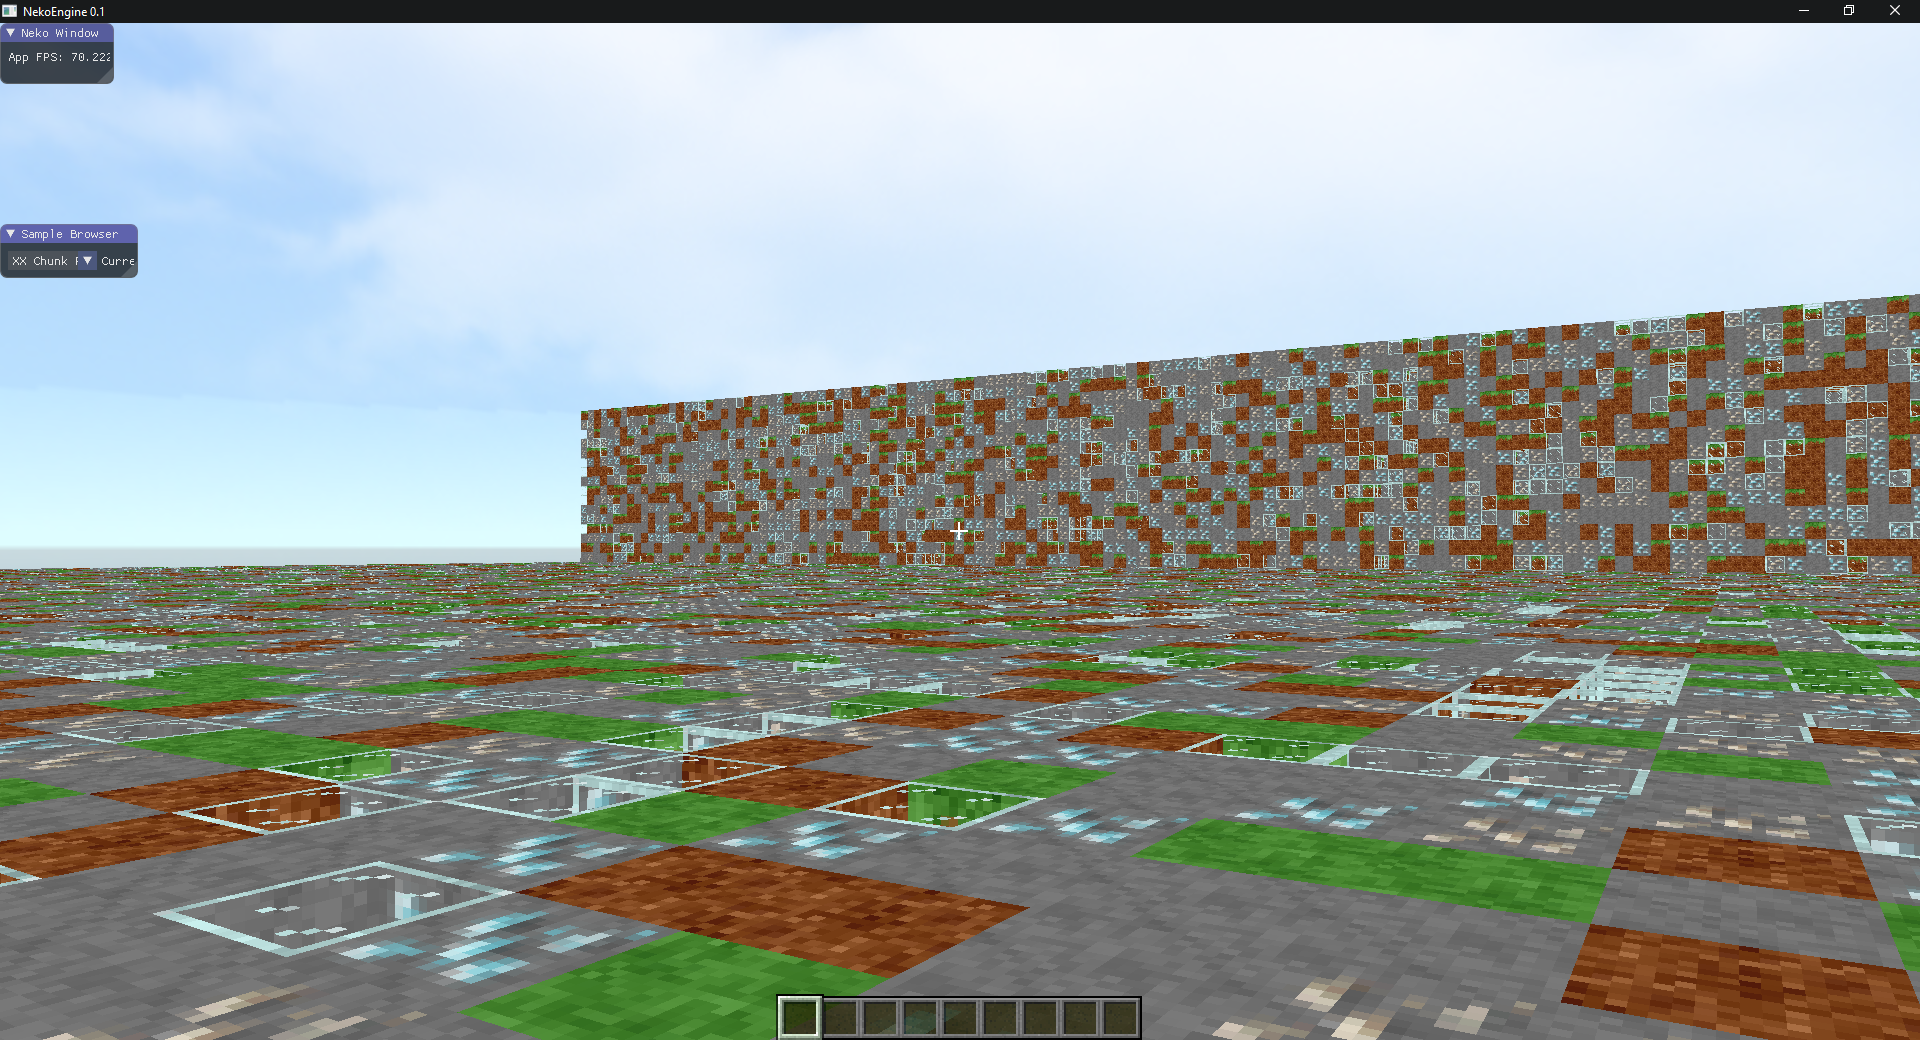 NekoEngine 0.1
Neko Window
App FPS: 70.222
Sample Browser
XX Chunk
Curre